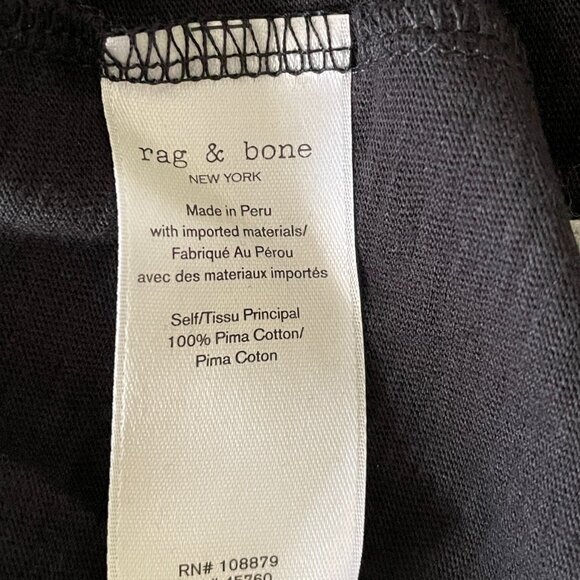 rag & bone
NEW YORK
Made in Peru
with imported materials/
Fabriqué Au Pérou
avec des materiaux importés
Self/Tissu Principal
100% Pima Cotton/
Pima Coton
RN# 108879
# 45760